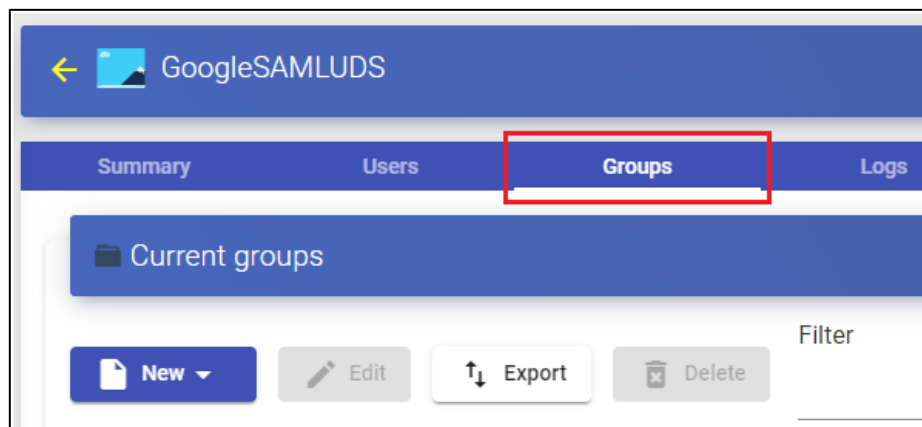 GoogleSAMLUDS
Summary Users Groups Logs
Current groups
Filter
New Edit Export Delete